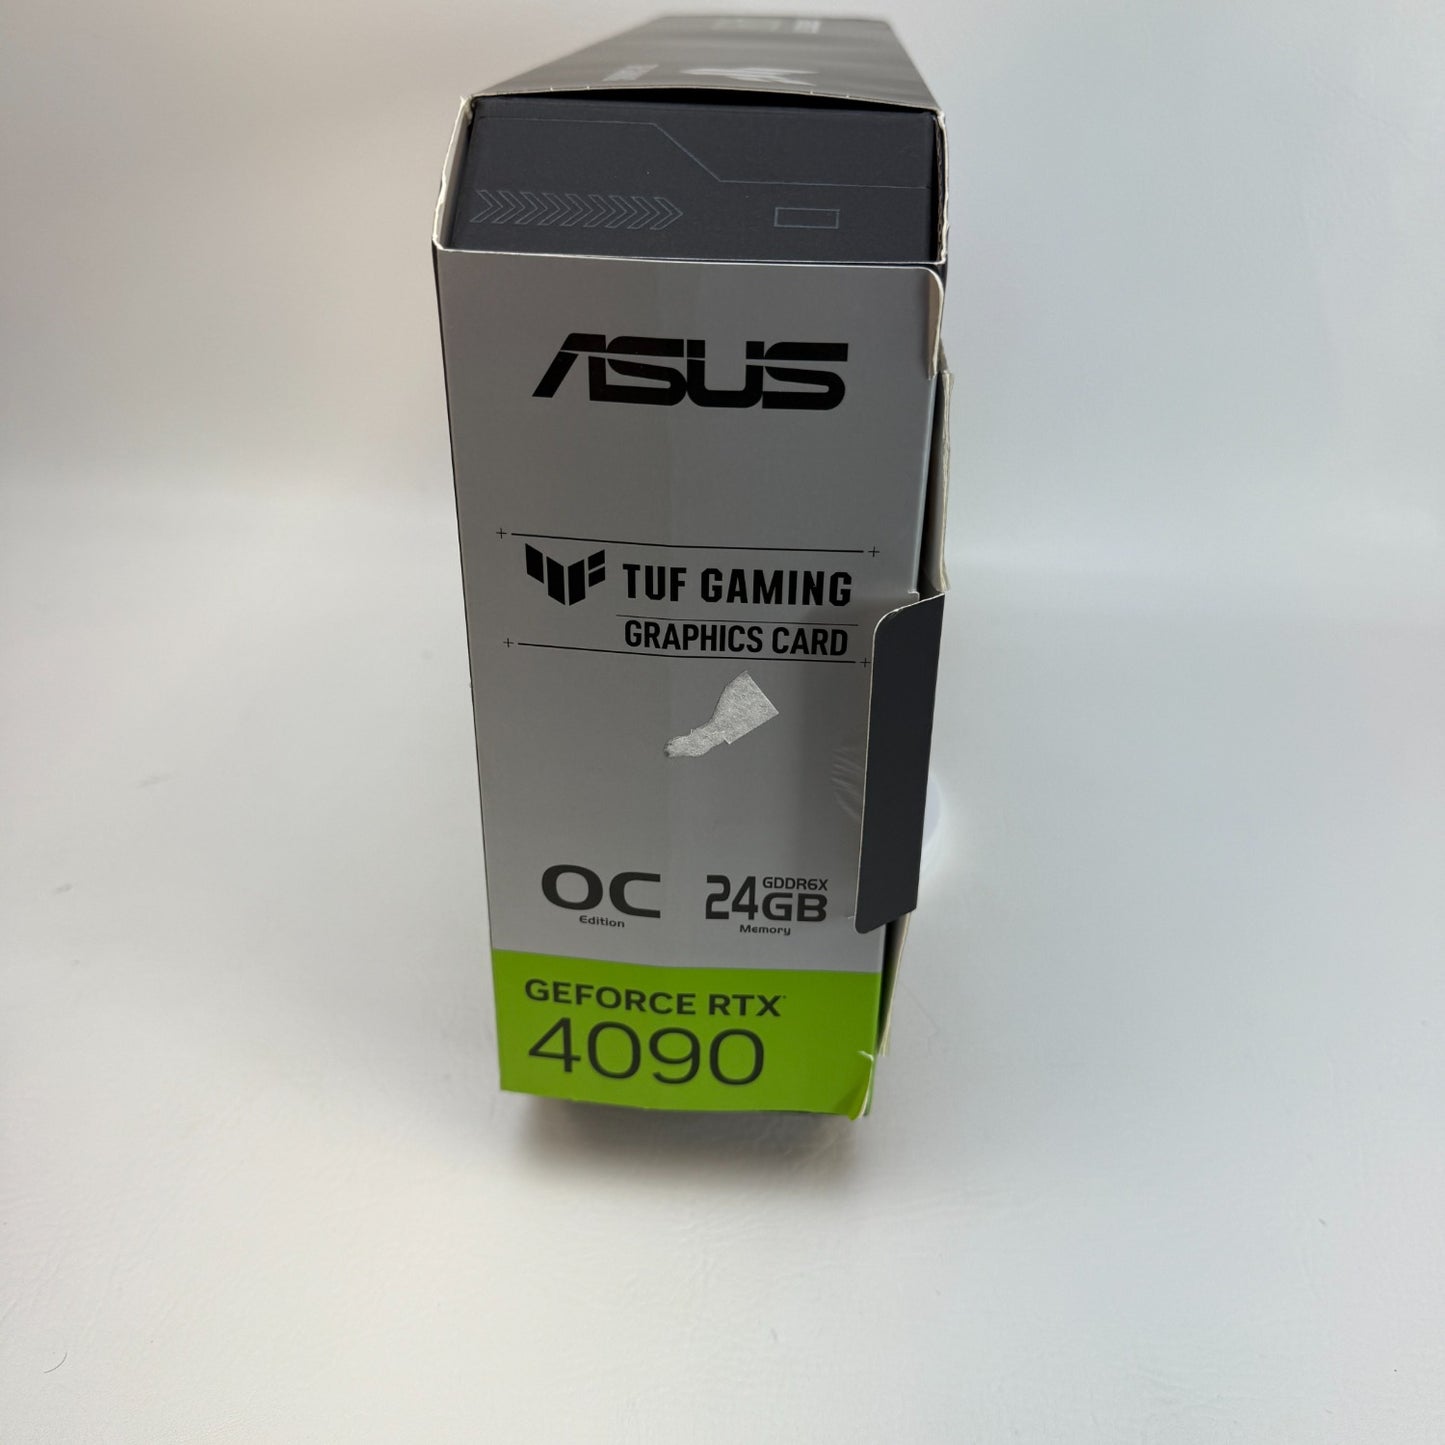 ASUS
TUF GAMING
GRAPHICS CARD
OC
Edition
24GB
GDDR6X
Memory
GEFORCE RTX
4090